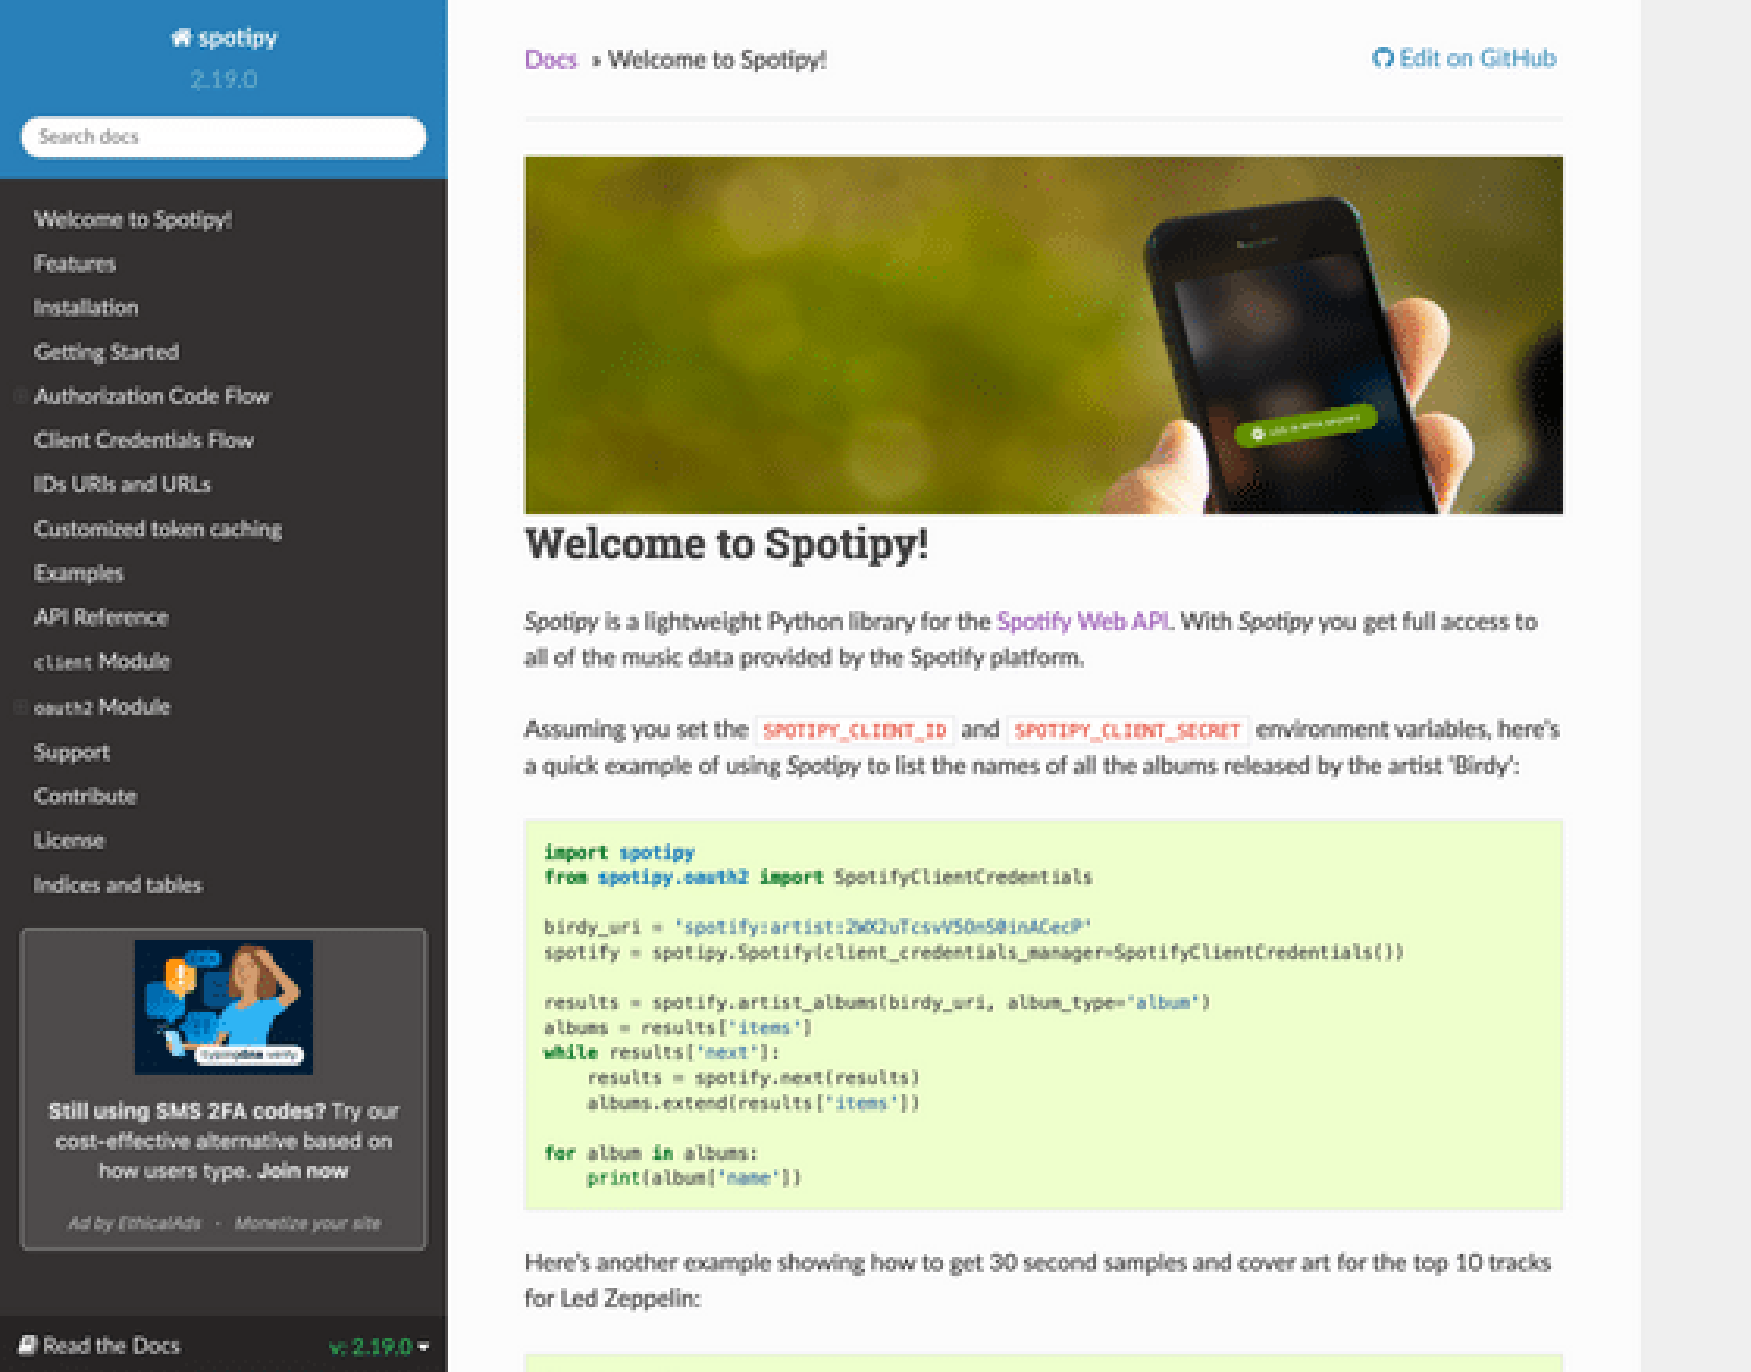 spotipy
2.19.0
Search docs
Welcome to Spotipy!
Features
Installation
Getting Started
Authorization Code Flow
Client Credentials Flow
IDs URIs and URLs
Customized token caching
Examples
API Reference
client Module
oauth2 Module
Support
Contribute
License
Indices and tables
Still using SMS 2FA codes? Try our
cost-effective alternative based on
how users type. Join now
Ad by EthicalAds · Monetize your site
Read the Docs
v: 2.19.0
Docs » Welcome to Spotipy!
Edit on GitHub
Welcome to Spotipy!
Spotipy is a lightweight Python library for the Spotify Web API. With Spotipy you get full access to
all of the music data provided by the Spotify platform.
Assuming you set the SPOTIPY_CLIENT_ID and SPOTIPY_CLIENT_SECRET environment variables, here's
a quick example of using Spotipy to list the names of all the albums released by the artist 'Birdy':
import spotipy
from spotipy.oauth2 import SpotifyClientCredentials
birdy_uri = 'spotify:artist:2WX2uTcsvV5OnS0inACecP'
spotify = spotipy.Spotify(client_credentials_manager=SpotifyClientCredentials())
results = spotify.artist_albums(birdy_uri, album_type='album')
albums = results['items']
while results['next']:
    results = spotify.next(results)
    albums.extend(results['items'])
for album in albums:
    print(album['name'])
Here's another example showing how to get 30 second samples and cover art for the top 10 tracks
for Led Zeppelin: